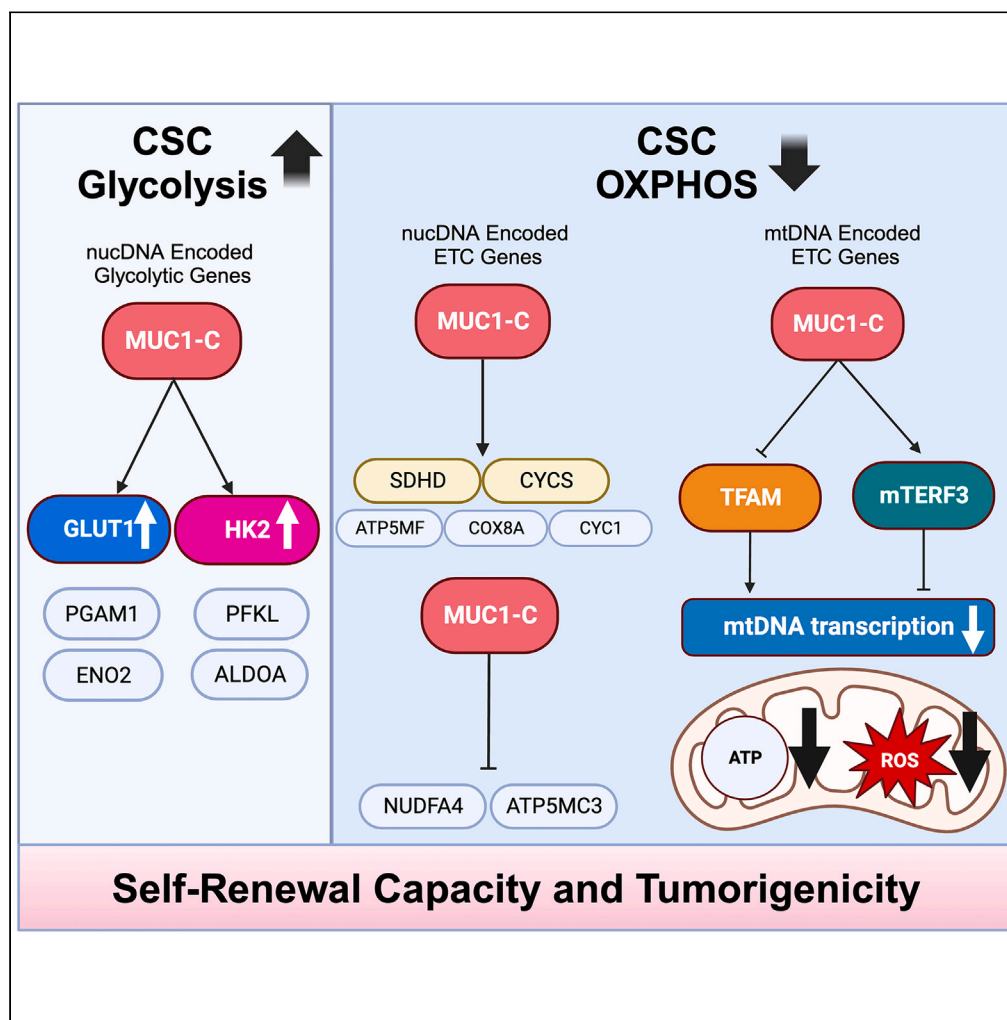 CSC
Glycolysis
nucDNA Encoded
Glycolytic Genes
MUC1-C
GLUT1
HK2
PGAM1
PFKL
ENO2
ALDOA
CSC
OXPHOS
nucDNA Encoded
ETC Genes
MUC1-C
SDHD
CYCS
ATP5MF
COX8A
CYC1
MUC1-C
NUDFA4
ATP5MC3
mtDNA Encoded
ETC Genes
MUC1-C
TFAM
mTERF3
mtDNA transcription
ATP
ROS
Self-Renewal Capacity and Tumorigenicity